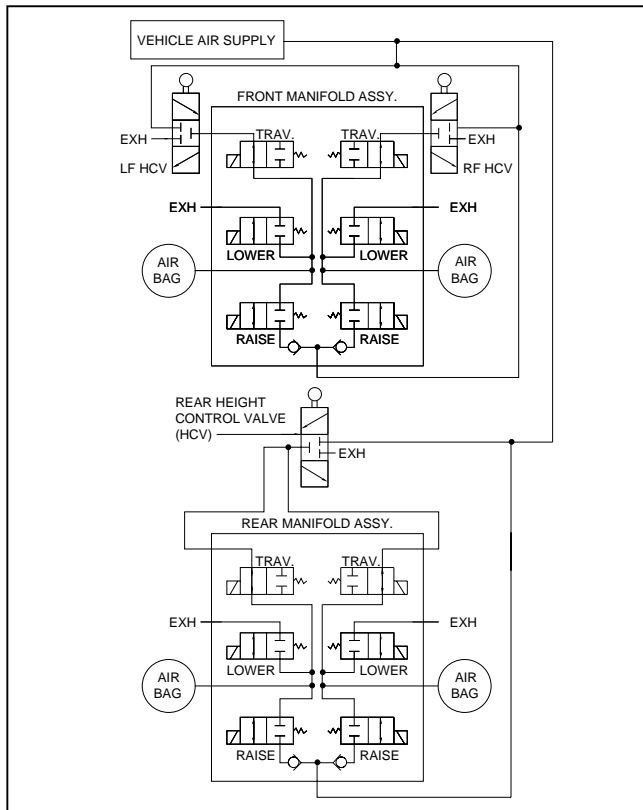 VEHICLE AIR SUPPLY
FRONT MANIFOLD ASSY.
EXH
TRAV.
TRAV.
EXH
LF HCV
RF HCV
EXH
EXH
LOWER
LOWER
AIR
BAG
AIR
BAG
RAISE
RAISE
REAR HEIGHT
CONTROL VALVE
(HCV)
EXH
REAR MANIFOLD ASSY.
TRAV.
TRAV.
EXH
EXH
LOWER
LOWER
AIR
BAG
AIR
BAG
RAISE
RAISE